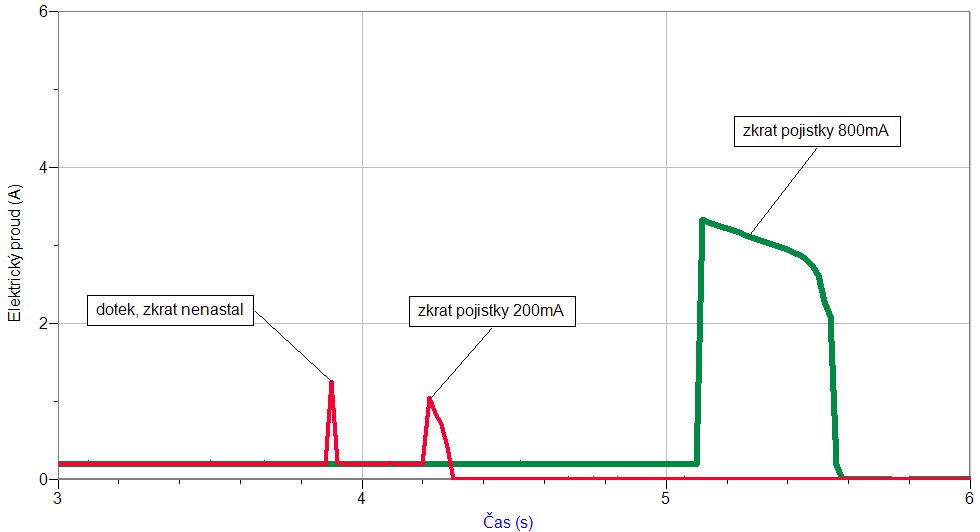 6
4
2
0
Elektrický proud (A)
zkrat pojistky 800mA
dotek, zkrat nenastal
zkrat pojistky 200mA
3
4
5
6
Čas (s)